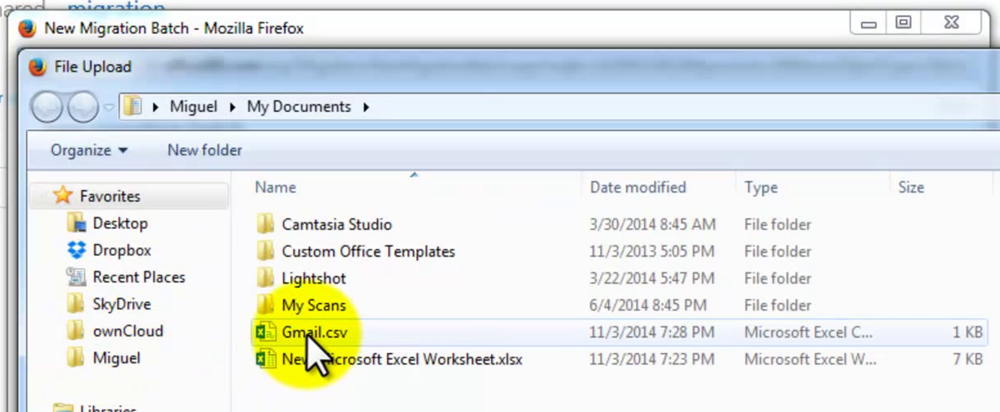 migration
New Migration Batch - Mozilla Firefox
File Upload
Miguel My Documents
Organize New folder
Name Date modified Type Size
Favorites
Desktop
Dropbox
Recent Places
SkyDrive
ownCloud
Miguel
Libraries
Camtasia Studio 3/30/2014 8:45 AM File folder
Custom Office Templates 11/3/2013 5:05 PM File folder
Lightshot 3/22/2014 5:47 PM File folder
My Scans 6/4/2014 8:45 PM File folder
Gmail.csv 11/3/2014 7:28 PM Microsoft Excel C... 1 KB
New Microsoft Excel Worksheet.xlsx 11/3/2014 7:23 PM Microsoft Excel W... 7 KB